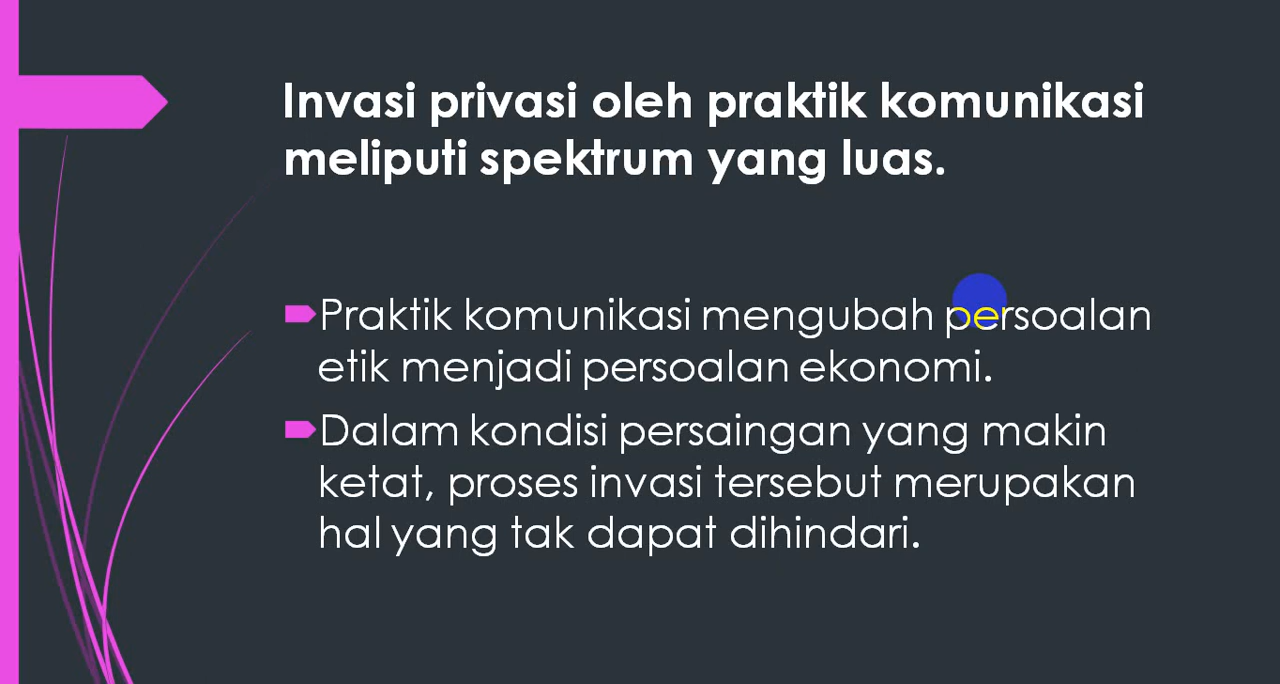 Invasi privasi oleh praktik komunikasi
meliputi spektrum yang luas.
Praktik komunikasi mengubah persoalan
etik menjadi persoalan ekonomi.
Dalam kondisi persaingan yang makin
ketat, proses invasi tersebut merupakan
hal yang tak dapat dihindari.